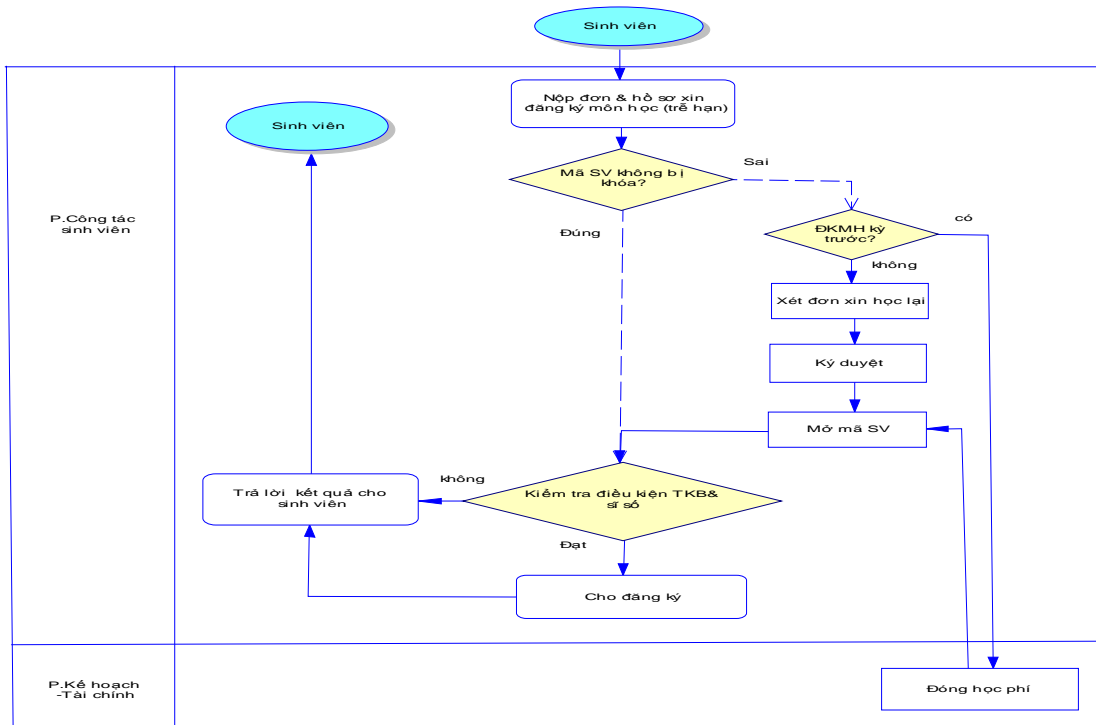 Sinh viên
Nộp đơn & hồ sơ xin
đăng ký môn học (trễ hạn)
Sinh viên
Mã SV không bị
khóa?
Sai
P.Công tác
sinh viên
Đúng
ĐKMH kỳ
trước?
có
không
Xét đơn xin học lại
Ký duyệt
Mở mã SV
không
Trả lời kết quả cho
sinh viên
Kiểm tra điều kiện TKB&
sĩ số
Đạt
Cho đăng ký
P.Kế hoạch
-Tài chính
Đóng học phí